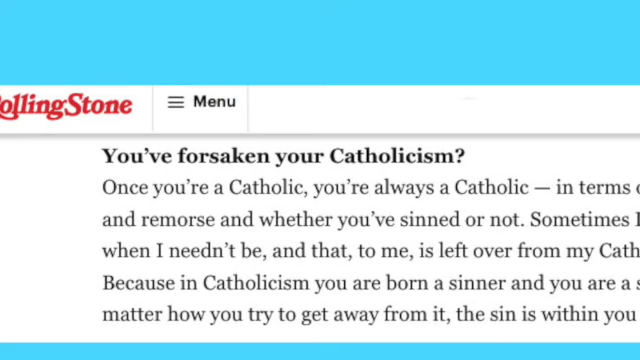 RollingStone
Menu
You've forsaken your Catholicism?
Once you're a Catholic, you're always a Catholic — in terms
and remorse and whether you've sinned or not. Sometimes
when I needn't be, and that, to me, is left over from my
Because in Catholicism you are born a sinner and you are a
matter how you try to get away from it, the sin is within you